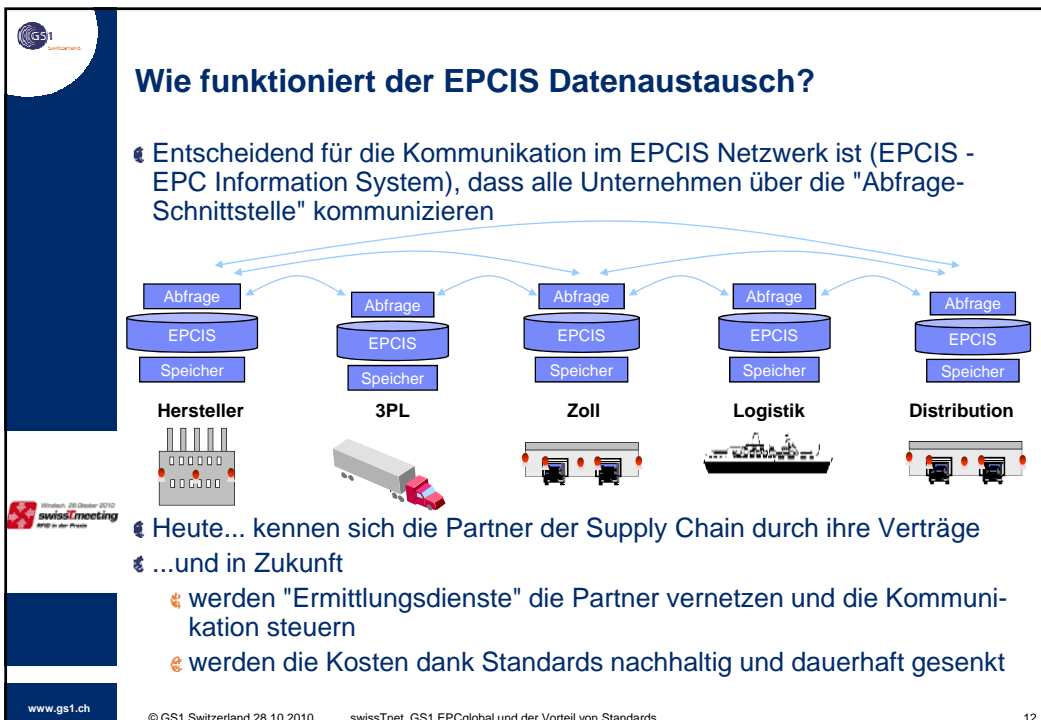 GS1
Switzerland
Wie funktioniert der EPCIS Datenaustausch?
Entscheidend für die Kommunikation im EPCIS Netzwerk ist (EPCIS -
EPC Information System), dass alle Unternehmen über die "Abfrage-
Schnittstelle" kommunizieren
Abfrage Abfrage Abfrage Abfrage Abfrage
EPCIS EPCIS EPCIS EPCIS EPCIS
Speicher Speicher Speicher Speicher Speicher
Hersteller 3PL Zoll Logistik Distribution
Windisch, 28.Oktober 2010
swissTmeeting
RFID in der Praxis
Heute... kennen sich die Partner der Supply Chain durch ihre Verträge
...und in Zukunft
werden "Ermittlungsdienste" die Partner vernetzen und die Kommuni-
kation steuern
werden die Kosten dank Standards nachhaltig und dauerhaft gesenkt
www.gs1.ch
© GS1 Switzerland 28.10.2010 swissTnet, GS1 EPCglobal und der Vorteil von Standards 12